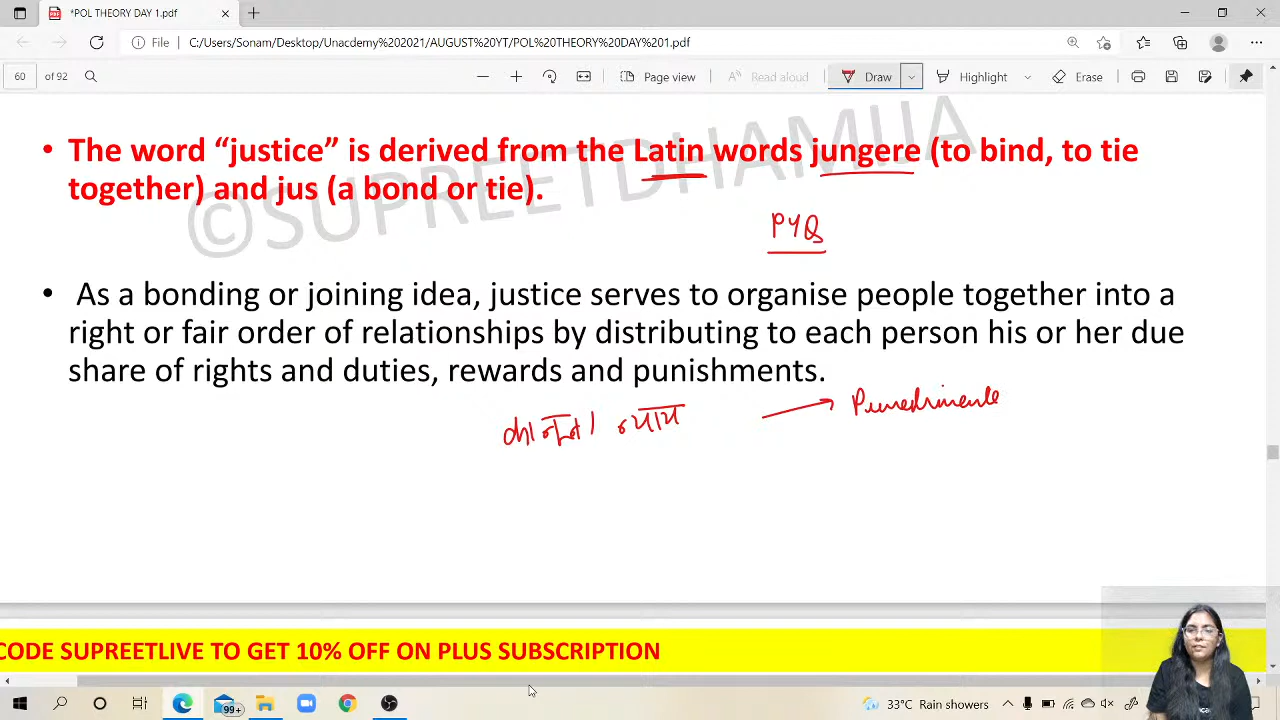 *POL THEORY DAY 1.pdf
File C:/Users/Sonam/Desktop/Unacdemy%202021/AUGUST%20YT/POL%20THEORY%20DAY%201.pdf
60 of 92 Page view Read aloud Draw Highlight Erase
©SUPREETDHAMIJA
• The word “justice” is derived from the Latin words jungere (to bind, to tie
together) and jus (a bond or tie).
PYQ
• As a bonding or joining idea, justice serves to organise people together into a
right or fair order of relationships by distributing to each person his or her due
share of rights and duties, rewards and punishments.
न्याय
CODE SUPREETLIVE TO GET 10% OFF ON PLUS SUBSCRIPTION
99+ 33°C Rain showers